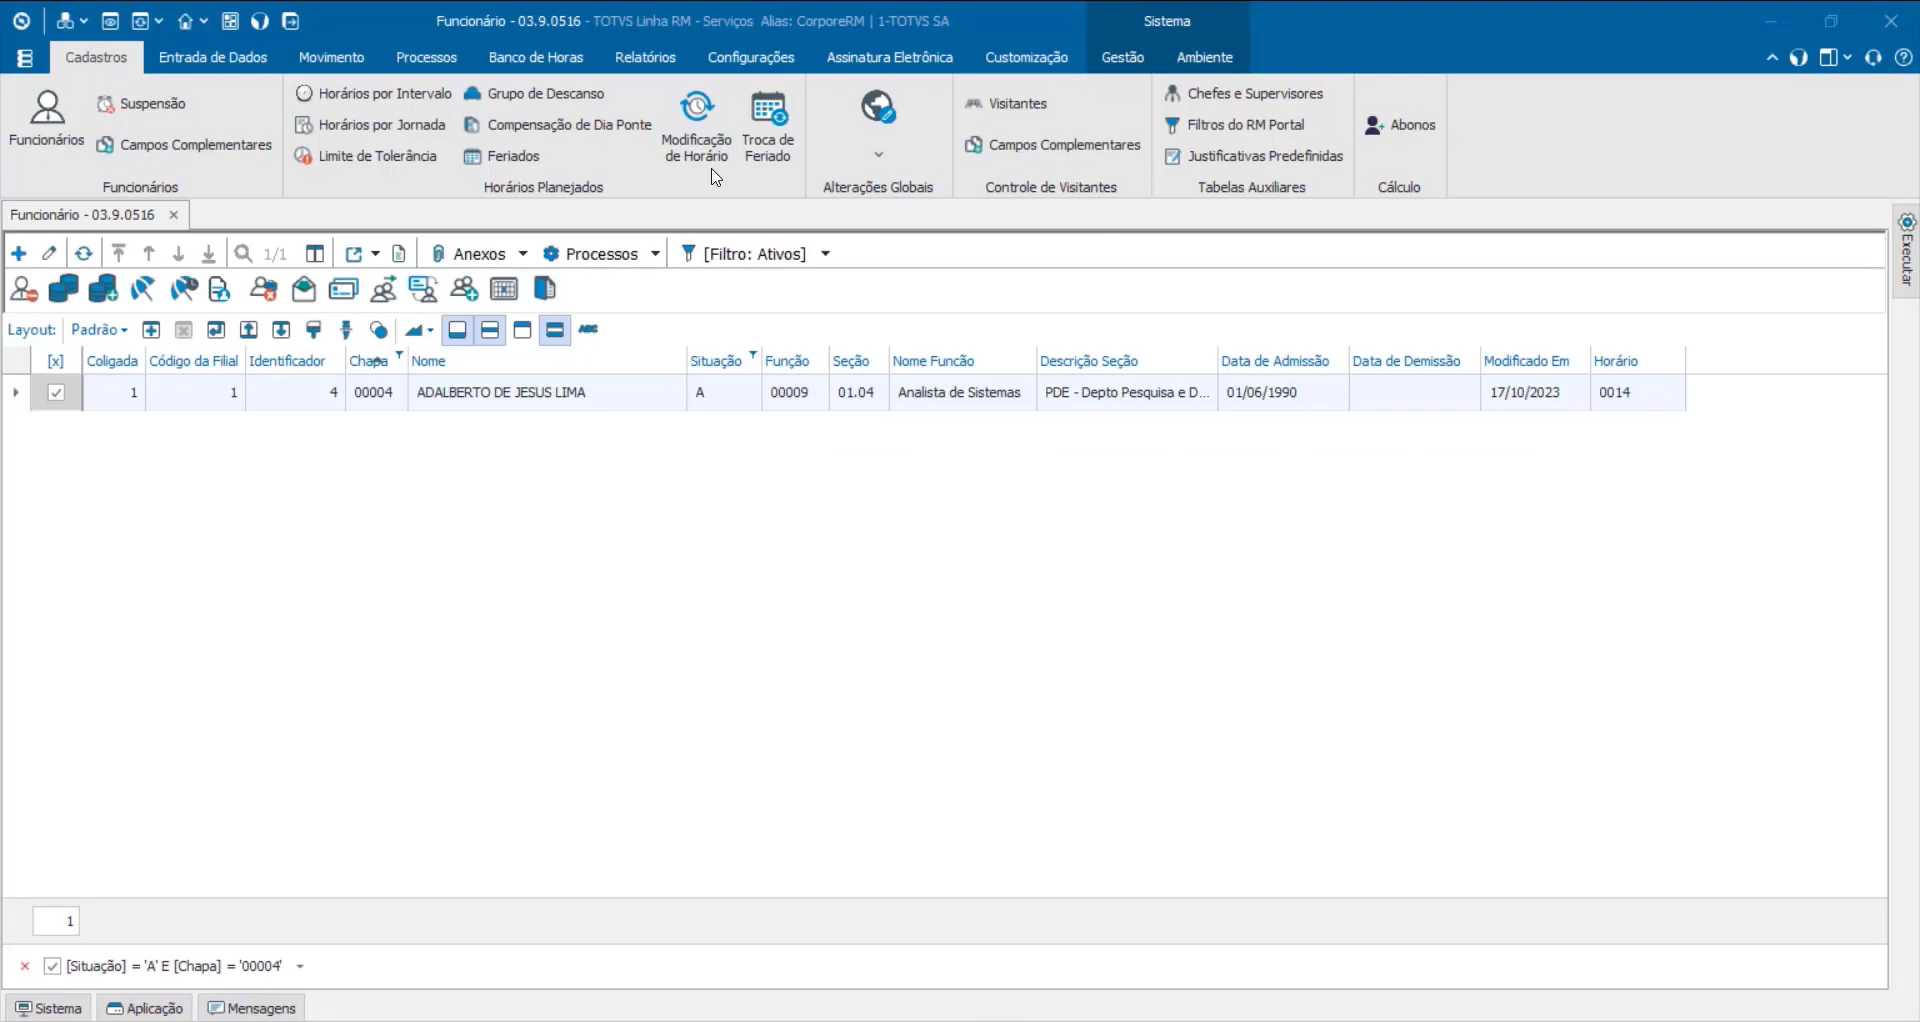 Funcionário - 03.9.0516 - TOTVS Linha RM - Serviços Alias: CorporeRM | 1-TOTVS SA
Sistema
Cadastros Entrada de Dados Movimento Processos Banco de Horas Relatórios Configurações Assinatura Eletrônica Customização Gestão Ambiente
Funcionários
Suspensão
Campos Complementares
Funcionários
Horários por Intervalo
Horários por Jornada
Limite de Tolerância
Grupo de Descanso
Compensação de Dia Ponte
Feriados
Modificação
de Horário
Troca de
Feriado
Horários Planejados
Alterações Globais
Visitantes
Campos Complementares
Controle de Visitantes
Chefes e Supervisores
Filtros do RM Portal
Justificativas Predefinidas
Tabelas Auxiliares
Abonos
Cálculo
Funcionário - 03.9.0516
Executar
1/1 Anexos Processos [Filtro: Ativos]
Layout: Padrão ABC
[x] Coligada Código da Filial Identificador Chapa Nome Situação Função Seção Nome Funcão Descrição Seção Data de Admissão Data de Demissão Modificado Em Horário
1 1 4 00004 ADALBERTO DE JESUS LIMA A 00009 01.04 Analista de Sistemas PDE - Depto Pesquisa e D... 01/06/1990 17/10/2023 0014
1
[Situação] = 'A' E [Chapa] = '00004'
Sistema Aplicação Mensagens